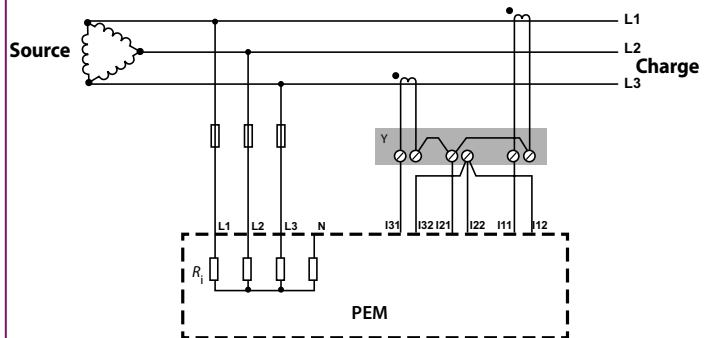 L1
Source
L2
Charge
L3
Y
L1 L2 L3 N I31 I32 I21 I22 I11 I12
Ri
PEM